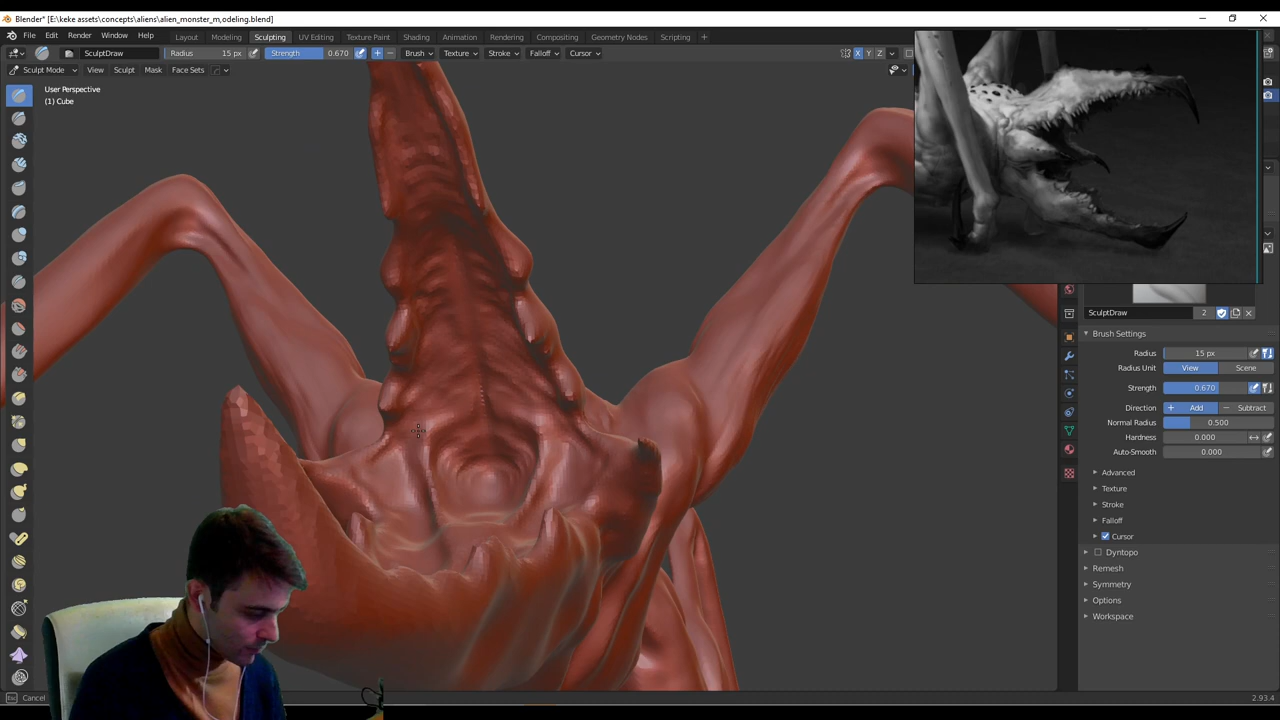 Blender* [E:\keke assets\concepts\aliens\alien_monster_m,odeling.blend]
File Edit Render Window Help Layout Modeling Sculpting UV Editing Texture Paint Shading Animation Rendering Compositing Geometry Nodes Scripting +
SculptDraw Radius 15 px Strength 0.670 + − Brush Texture Stroke Falloff Cursor X Y Z
Sculpt Mode View Sculpt Mask Face Sets
User Perspective
(1) Cube
SculptDraw 2
Brush Settings
Radius 15 px
Radius Unit View Scene
Strength 0.670
Direction + Add − Subtract
Normal Radius 0.500
Hardness 0.000
Auto-Smooth 0.000
Advanced
Texture
Stroke
Falloff
Cursor
Dyntopo
Remesh
Symmetry
Options
Workspace
Cancel 2.93.4